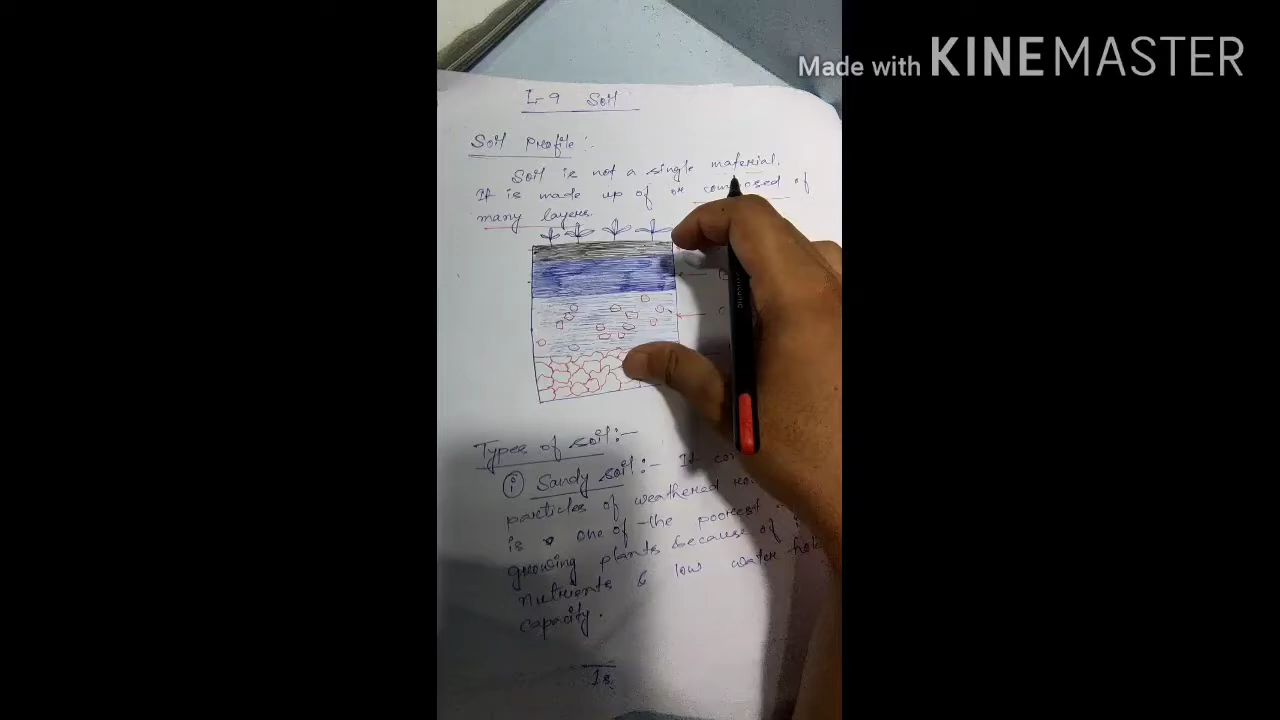 Made with KINEMASTER
L-9 Soil
Soil Profile :-
Soil is not a single material.
It is made up of or composed of
many layers.
Types of soil :-
(i) Sandy soil :- It
particles of weathered
is one of the poorest
growing plants because of
nutrients & low water
capacity.